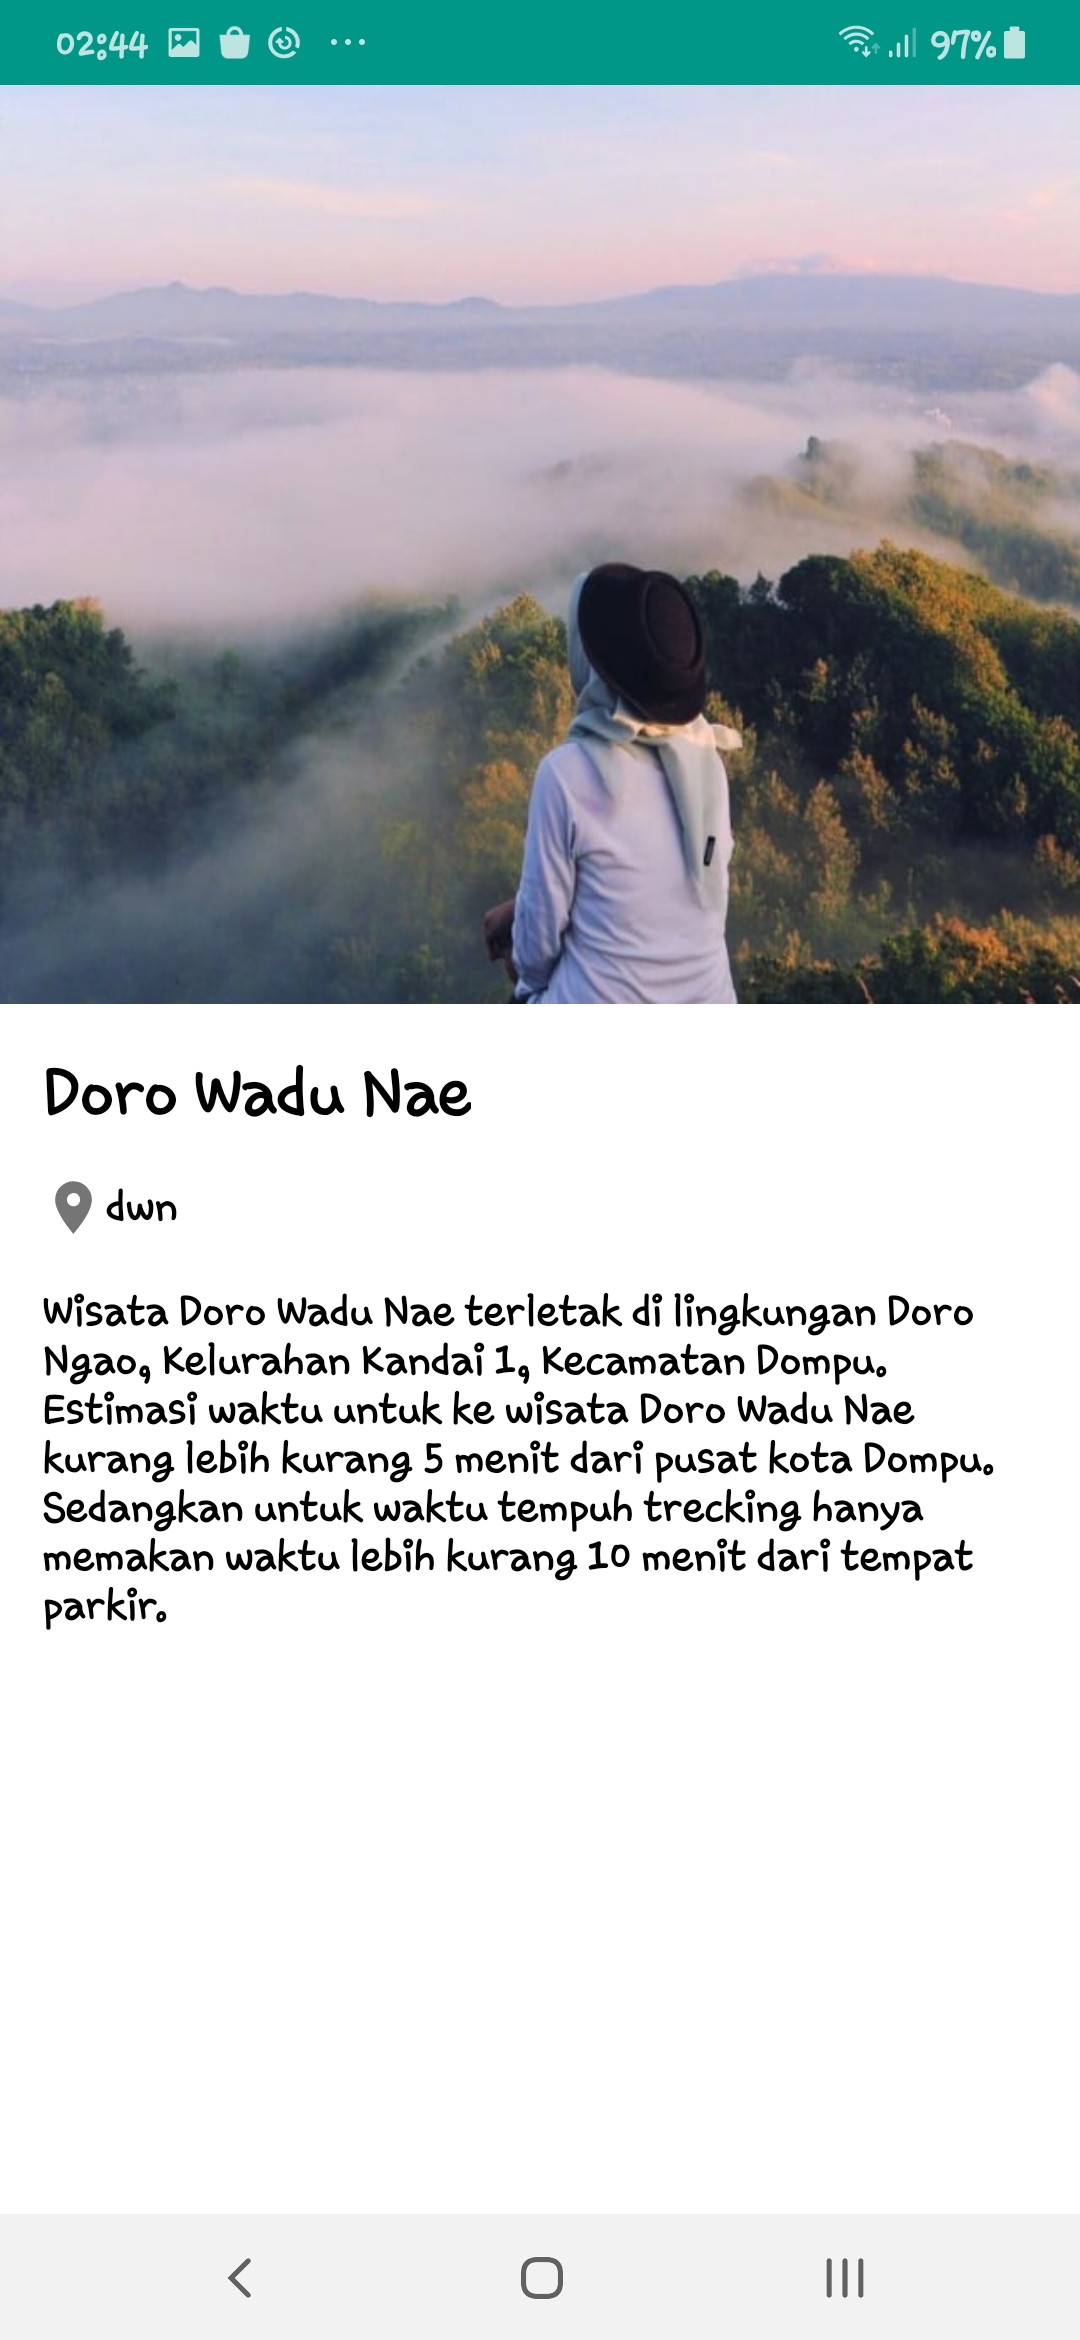 02:44
97%
Doro Wadu Nae
dwn
Wisata Doro Wadu Nae terletak di lingkungan Doro
Ngao, Kelurahan Kandai 1, Kecamatan Dompu.
Estimasi waktu untuk ke wisata Doro Wadu Nae
kurang lebih kurang 5 menit dari pusat kota Dompu.
Sedangkan untuk waktu tempuh trecking hanya
memakan waktu lebih kurang 10 menit dari tempat
parkir.